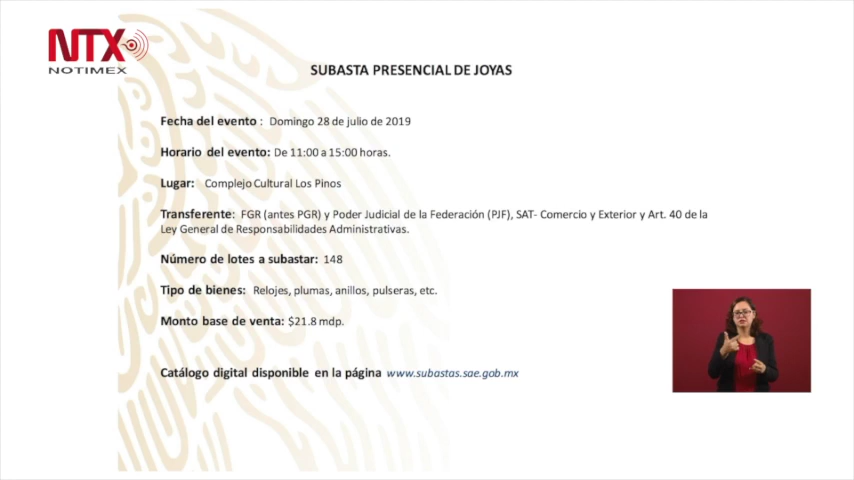 NTX
NOTIMEX
SUBASTA PRESENCIAL DE JOYAS
Fecha del evento : Domingo 28 de julio de 2019
Horario del evento: De 11:00 a 15:00 horas.
Lugar: Complejo Cultural Los Pinos
Transferente: FGR (antes PGR) y Poder Judicial de la Federación (PJF), SAT- Comercio y Exterior y Art. 40 de la
Ley General de Responsabilidades Administrativas.
Número de lotes a subastar: 148
Tipo de bienes: Relojes, plumas, anillos, pulseras, etc.
Monto base de venta: $21.8 mdp.
Catálogo digital disponible en la página www.subastas.sae.gob.mx